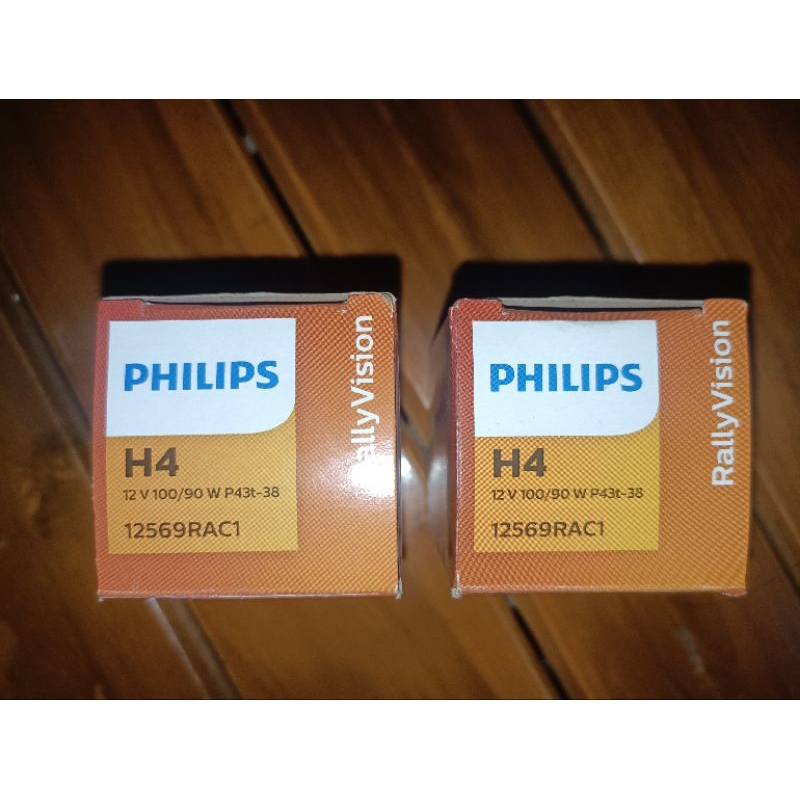 PHILIPS
H4
12 V 100/90 W P43t-38
12569RAC1
RallyVision
PHILIPS
H4
12 V 100/90 W P43t-38
12569RAC1
RallyVision